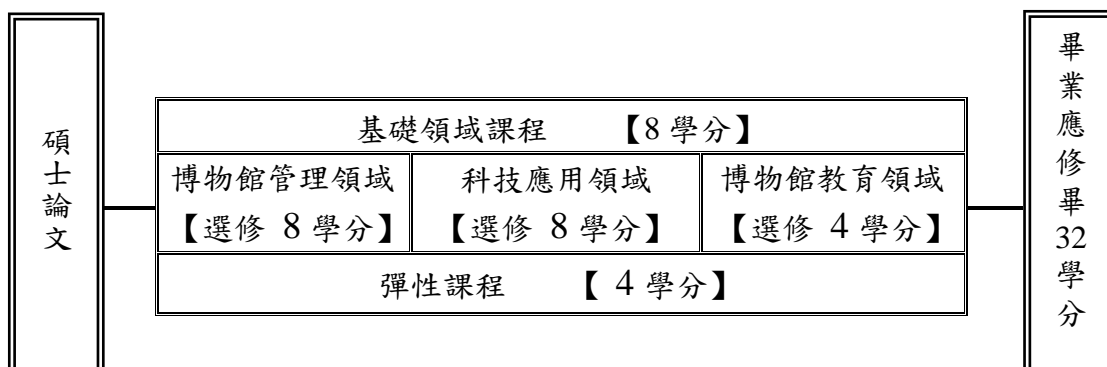 碩士論文
基礎領域課程 【8 學分】
博物館管理領域
【選修 8 學分】
科技應用領域
【選修 8 學分】
博物館教育領域
【選修 4 學分】
彈性課程 【 4 學分】
畢業應修畢32學分